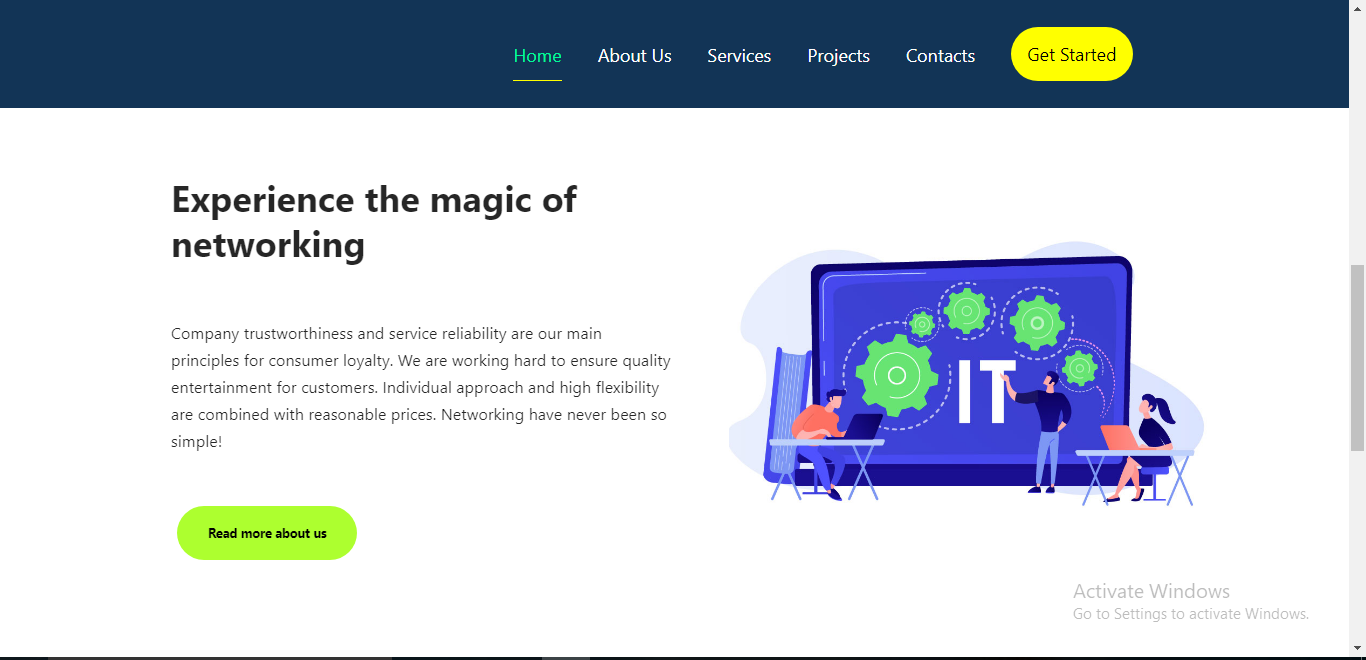 Home About Us Services Projects Contacts Get Started
Experience the magic of
networking
Company trustworthiness and service reliability are our main
principles for consumer loyalty. We are working hard to ensure quality
entertainment for customers. Individual approach and high flexibility
are combined with reasonable prices. Networking have never been so
simple!
IT
Read more about us
Activate Windows
Go to Settings to activate Windows.